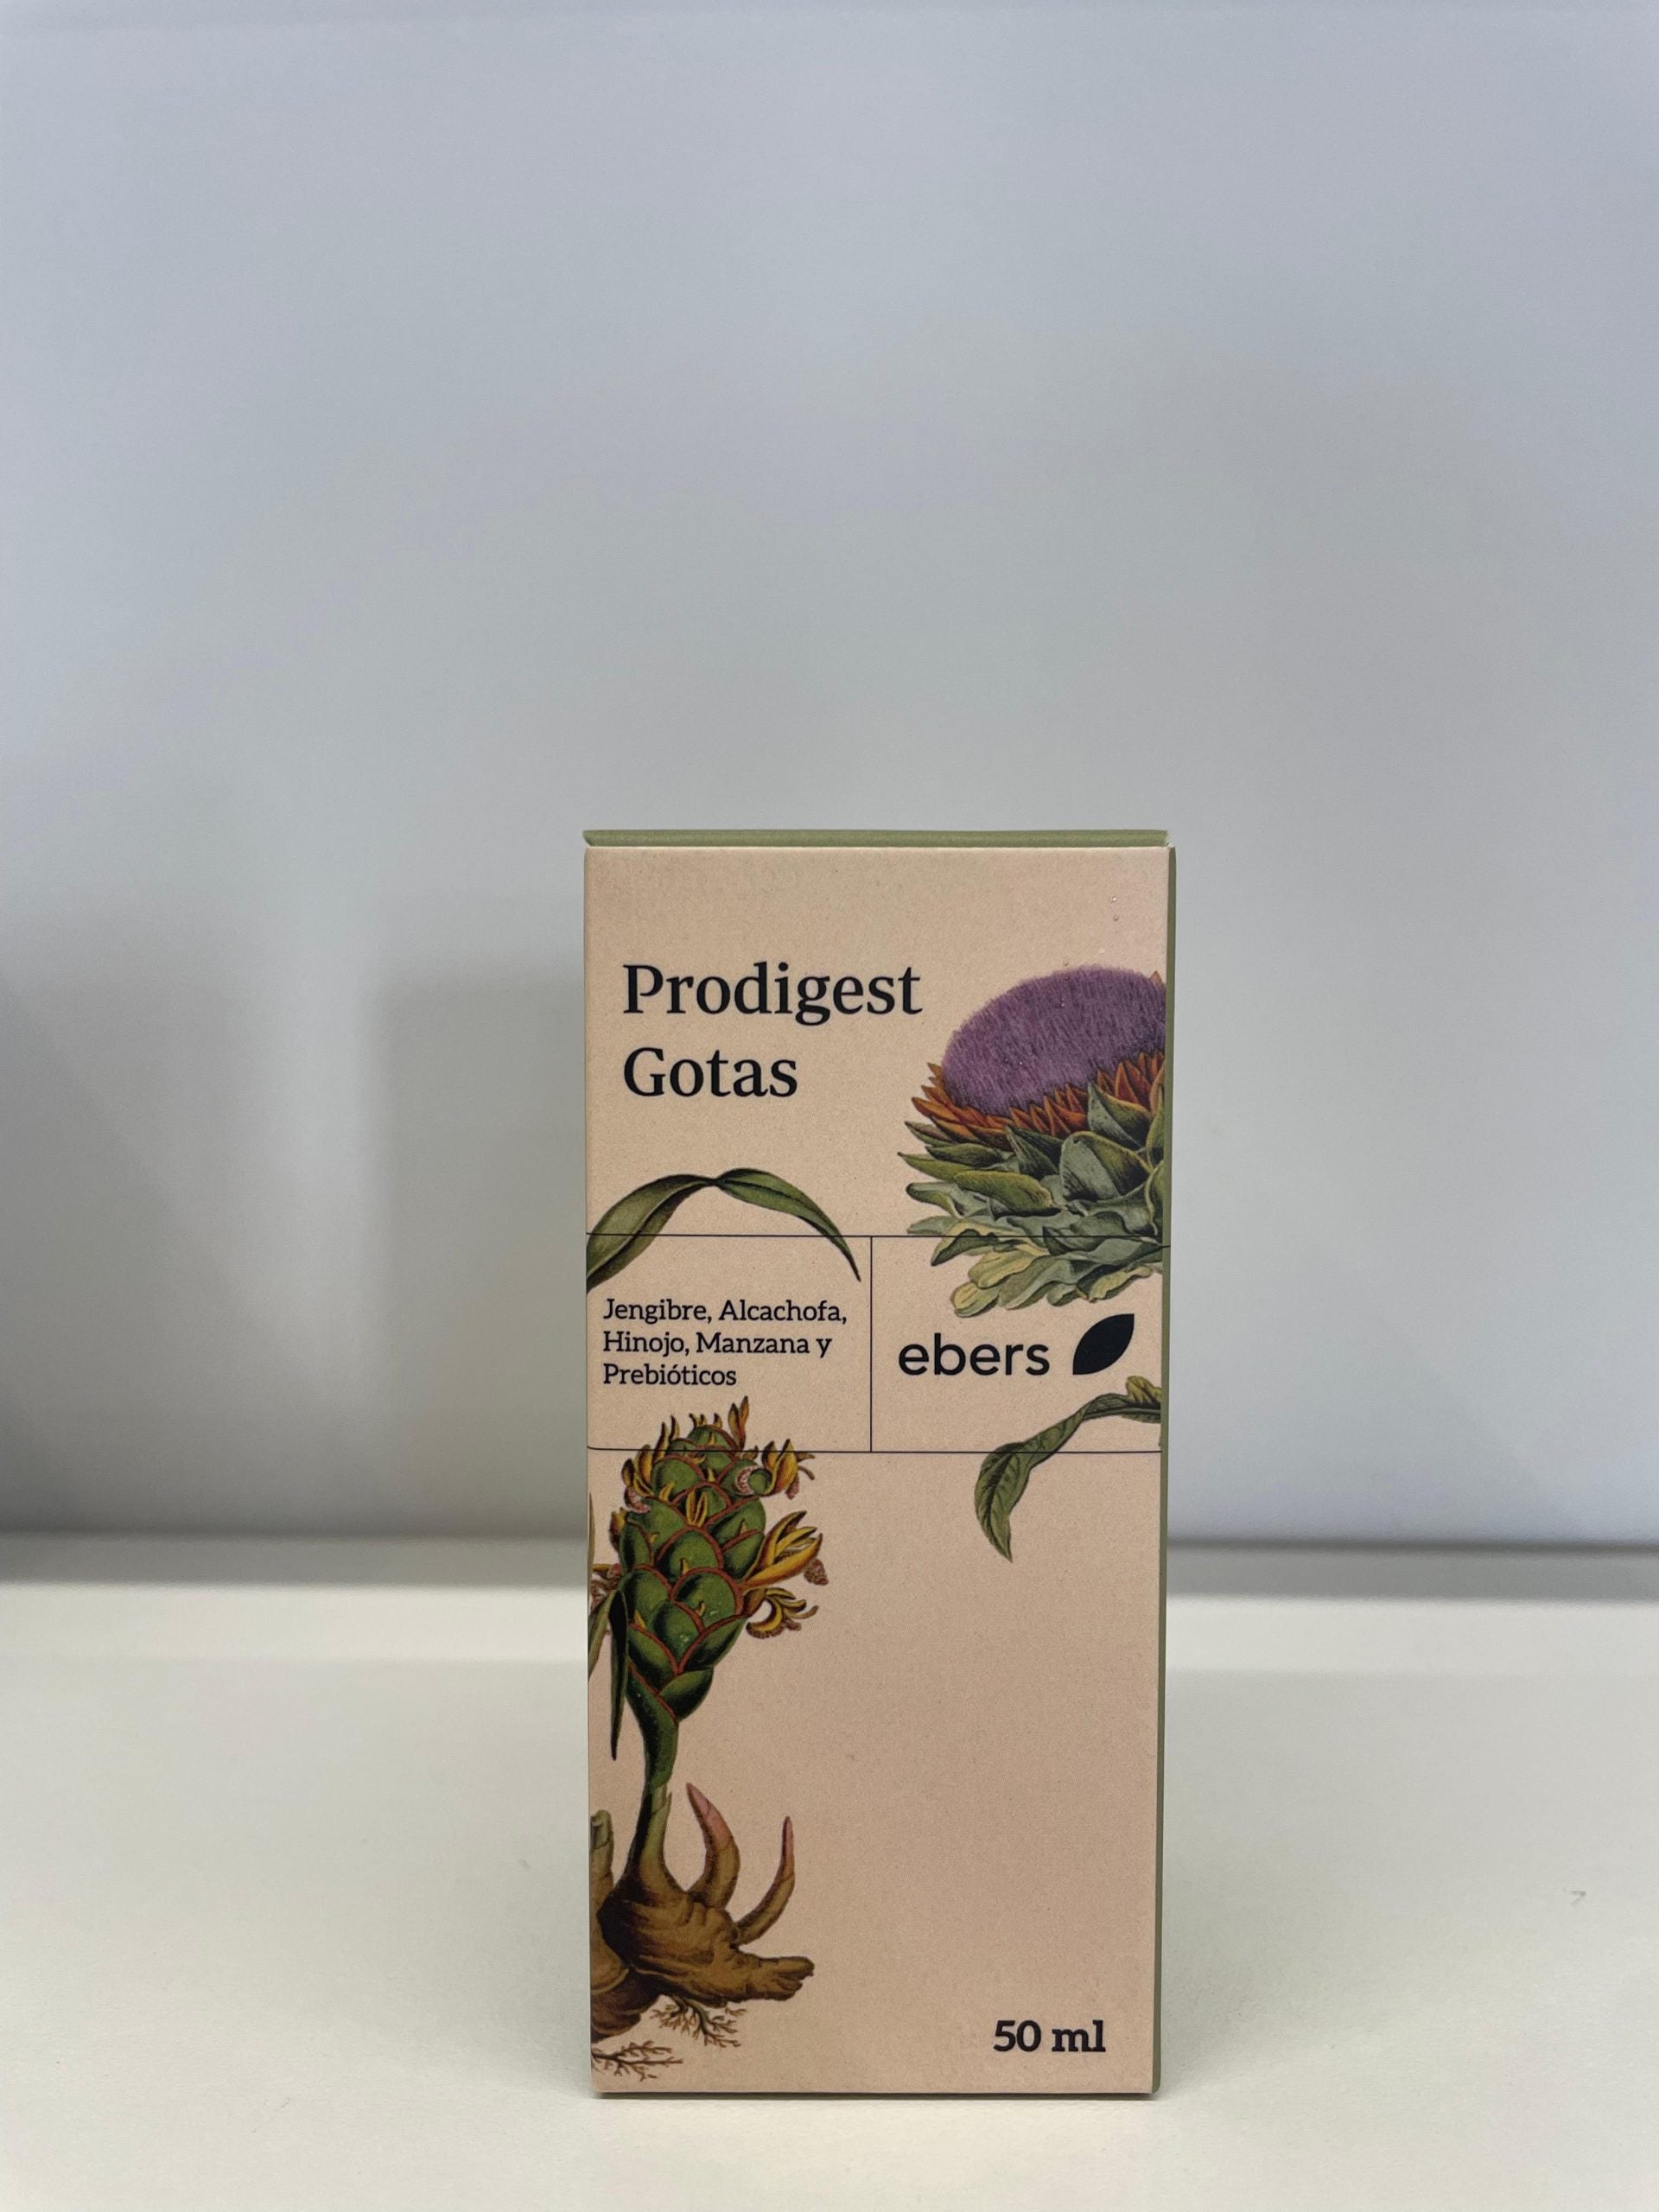 Prodigest
Gotas
Jengibre, Alcachofa,
Hinojo, Manzana y
Prebióticos
ebers
50 ml